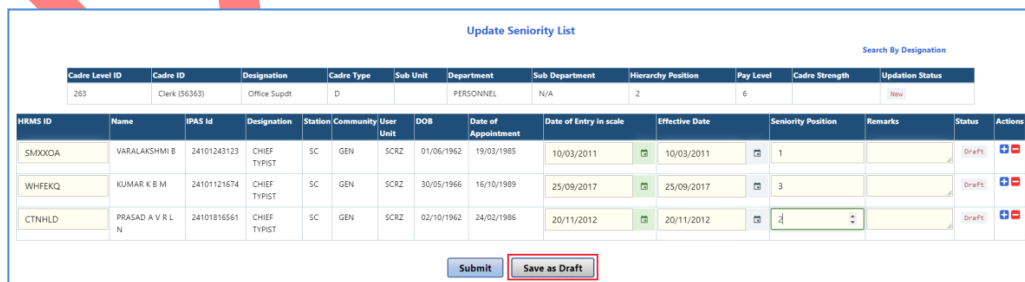 Update Seniority List
Search By Designation
Cadre Level ID Cadre ID Designation Cadre Type Sub Unit Department Sub Department Hierarchy Position Pay Level Cadre Strength Updation Status
263 Clerk (56363) Office Supdt D PERSONNEL N/A 2 6 New
HRMS ID Name IPAS Id Designation Station Community User Unit DOB Date of Appointment Date of Entry in scale Effective Date Seniority Position Remarks Status Actions
SMXXOA VARALAKSHMI B 24101243123 CHIEF TYPIST SC GEN SCRZ 01/06/1962 19/03/1985 10/03/2011 10/03/2011 1 Draft
WHFEKQ KUMAR K B M 24101121674 CHIEF TYPIST SC GEN SCRZ 30/05/1966 16/10/1989 25/09/2017 25/09/2017 3 Draft
CTNHLD PRASAD A V R L N 24101816561 CHIEF TYPIST SC GEN SCRZ 02/10/1962 24/02/1986 20/11/2012 20/11/2012 2 Draft
Submit Save as Draft